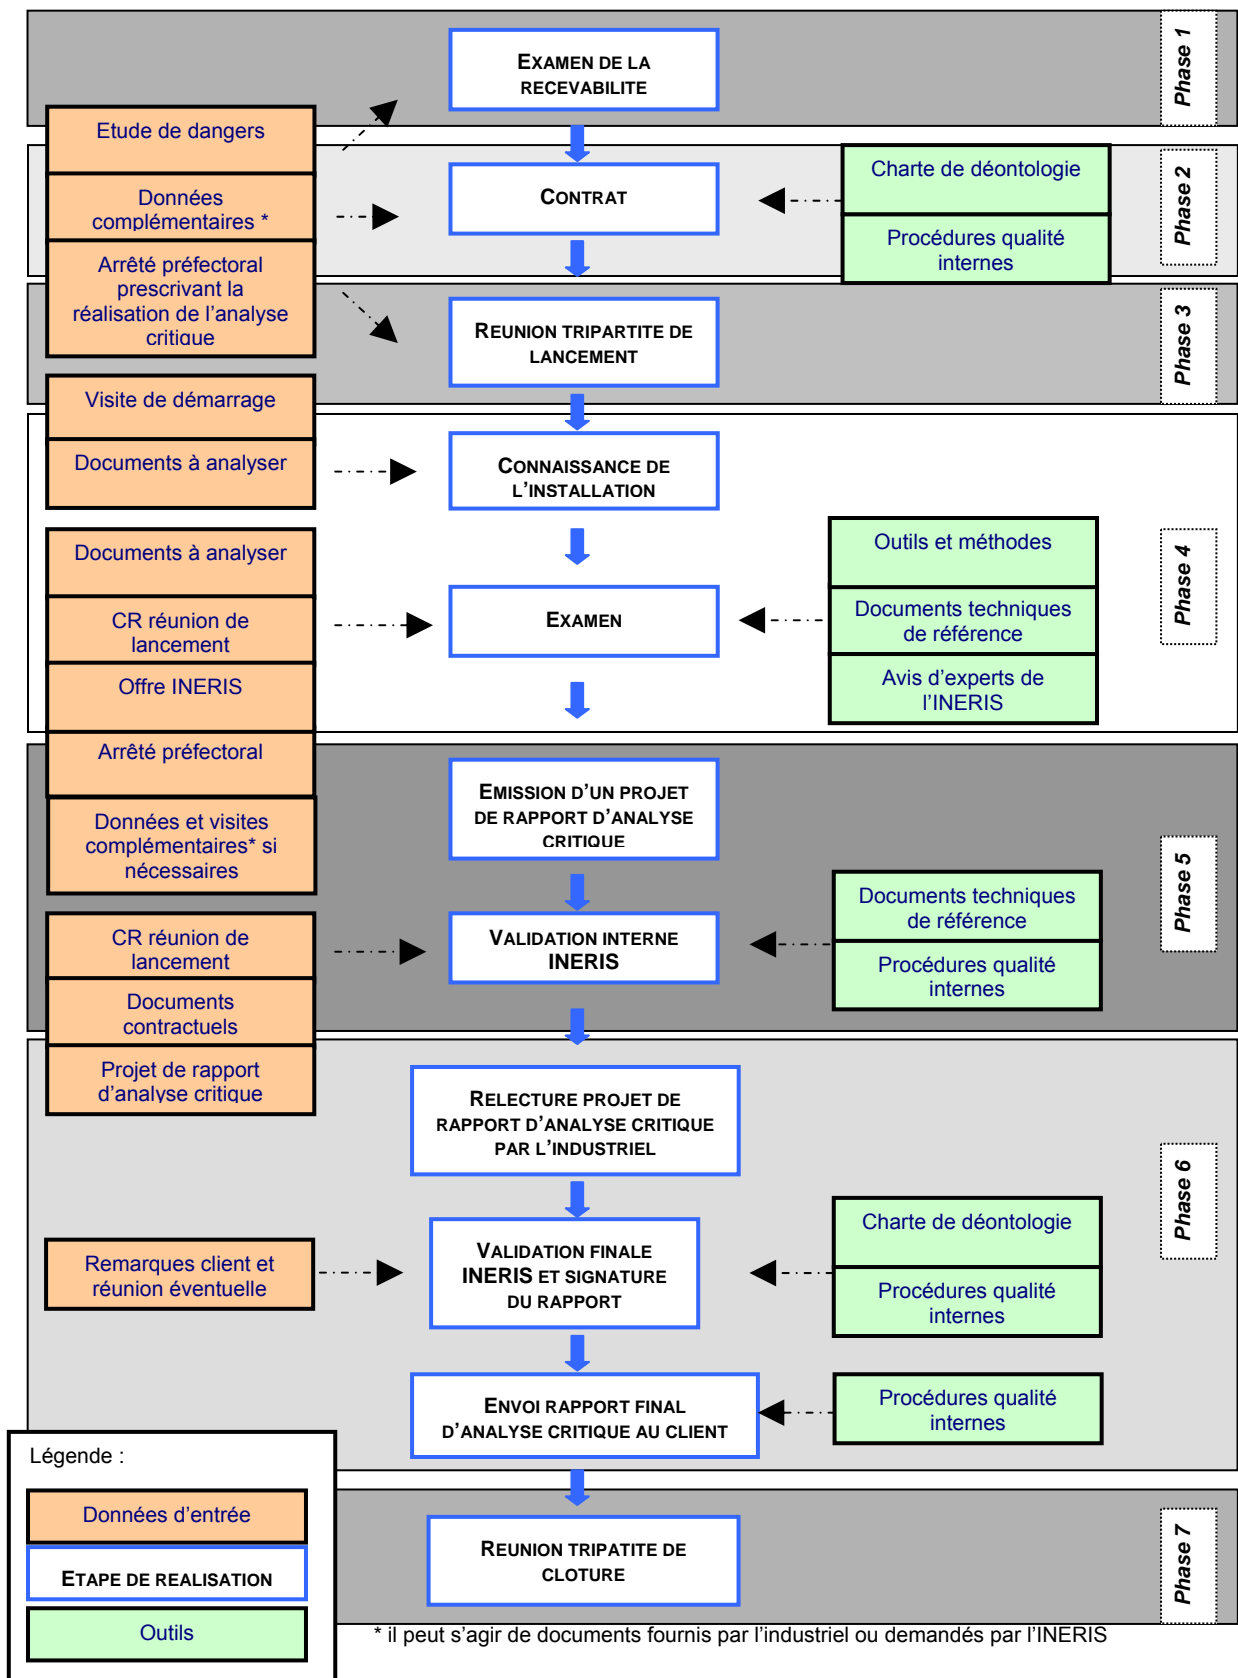 EXAMEN DE LA
RECEVABILITE
Phase 1
Etude de dangers
Données
complémentaires *
Arrêté préfectoral
prescrivant la
réalisation de l'analyse
critique
CONTRAT
Charte de déontologie
Procédures qualité
internes
Phase 2
REUNION TRIPARTITE DE
LANCEMENT
Phase 3
Visite de démarrage
Documents à analyser
CONNAISSANCE DE
L'INSTALLATION
Documents à analyser
CR réunion de
lancement
Offre INERIS
Arrêté préfectoral
Données et visites
complémentaires* si
nécessaires
EXAMEN
Outils et méthodes
Documents techniques
de référence
Avis d'experts de
l'INERIS
Phase 4
EMISSION D'UN PROJET
DE RAPPORT D'ANALYSE
CRITIQUE
Phase 5
CR réunion de
lancement
Documents
contractuels
Projet de rapport
d'analyse critique
VALIDATION INTERNE
INERIS
Documents techniques
de référence
Procédures qualité
internes
RELECTURE PROJET DE
RAPPORT D'ANALYSE CRITIQUE
PAR L'INDUSTRIEL
Phase 6
Remarques client et
réunion éventuelle
VALIDATION FINALE
INERIS ET SIGNATURE
DU RAPPORT
Charte de déontologie
Procédures qualité
internes
ENVOI RAPPORT FINAL
D'ANALYSE CRITIQUE AU CLIENT
Procédures qualité
internes
REUNION TRIPATITE DE
CLOTURE
Phase 7
Légende :
Données d'entrée
ETAPE DE REALISATION
Outils
* il peut s'agir de documents fournis par l'industriel ou demandés par l'INERIS